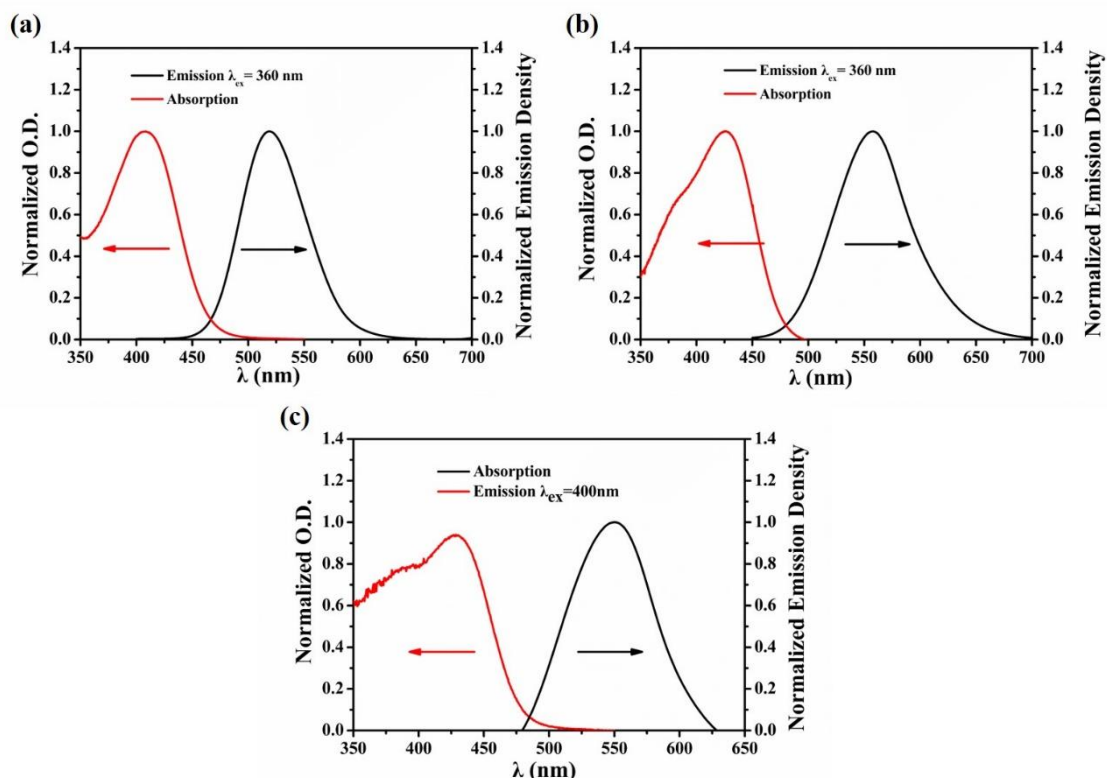 (a)
1.4
1.2
1.0
0.8
0.6
0.4
0.2
0.0
Normalized O.D.
Emission λex= 360 nm
Absorption
1.4
1.2
1.0
0.8
0.6
0.4
0.2
0.0
Normalized Emission Density
350 400 450 500 550 600 650 700
λ (nm)
(b)
1.4
1.2
1.0
0.8
0.6
0.4
0.2
0.0
Normalized O.D.
Emission λex= 360 nm
Absorption
1.4
1.2
1.0
0.8
0.6
0.4
0.2
0.0
Normalized Emission Density
350 400 450 500 550 600 650 700
λ (nm)
(c)
1.4
1.2
1.0
0.8
0.6
0.4
0.2
0.0
Normalized O.D.
Absorption
Emission λex=400nm
1.4
1.2
1.0
0.8
0.6
0.4
0.2
0.0
Normalized Emission Density
350 400 450 500 550 600 650
λ (nm)